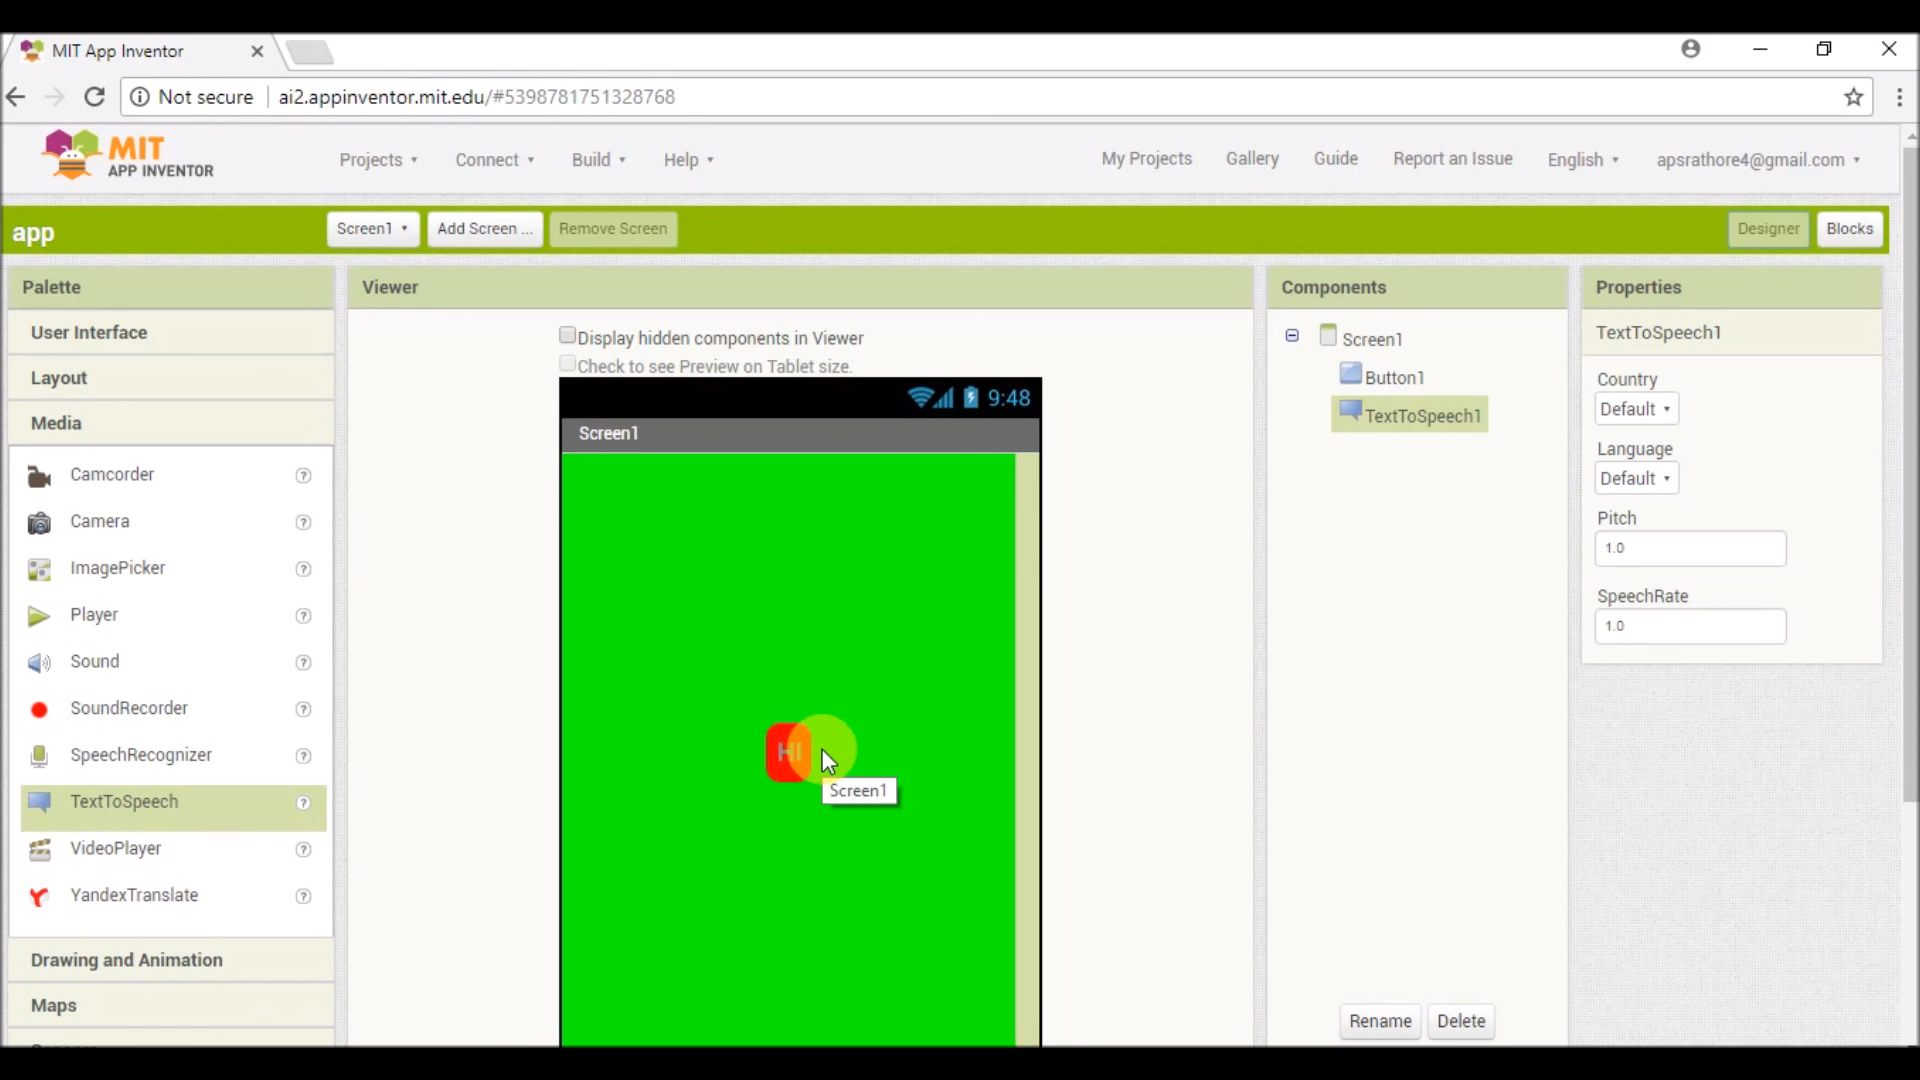 MIT App Inventor
Not secure ai2.appinventor.mit.edu/#5398781751328768
MIT
APP INVENTOR
Projects Connect Build Help My Projects Gallery Guide Report an Issue English apsrathore4@gmail.com
app Screen1 Add Screen ... Remove Screen Designer Blocks
Palette
User Interface
Layout
Media
Camcorder
Camera
ImagePicker
Player
Sound
SoundRecorder
SpeechRecognizer
TextToSpeech
VideoPlayer
YandexTranslate
Drawing and Animation
Maps
Viewer
Display hidden components in Viewer
Check to see Preview on Tablet size.
9:48
Screen1
HI
Screen1
Components
Screen1
Button1
TextToSpeech1
Rename Delete
Properties
TextToSpeech1
Country
Default
Language
Default
Pitch
1.0
SpeechRate
1.0